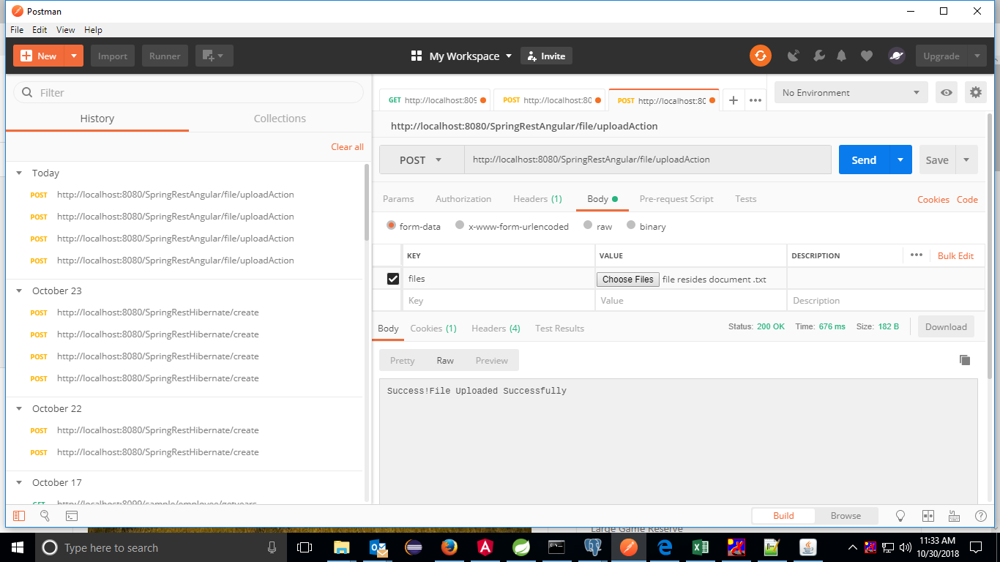 Postman
File Edit View Help
New Import Runner My Workspace Invite Upgrade
Filter
History Collections
Clear all
Today
POST http://localhost:8080/SpringRestAngular/file/uploadAction
POST http://localhost:8080/SpringRestAngular/file/uploadAction
POST http://localhost:8080/SpringRestAngular/file/uploadAction
POST http://localhost:8080/SpringRestAngular/file/uploadAction
October 23
POST http://localhost:8080/SpringRestHibernate/create
POST http://localhost:8080/SpringRestHibernate/create
POST http://localhost:8080/SpringRestHibernate/create
POST http://localhost:8080/SpringRestHibernate/create
October 22
POST http://localhost:8080/SpringRestHibernate/create
POST http://localhost:8080/SpringRestHibernate/create
October 17
GET http://localhost:8099/sample/employee/getyears
GET http://localhost:809 POST http://localhost:80 POST http://localhost:80 + ••• No Environment
http://localhost:8080/SpringRestAngular/file/uploadAction
POST http://localhost:8080/SpringRestAngular/file/uploadAction Send Save
Params Authorization Headers (1) Body Pre-request Script Tests Cookies Code
form-data x-www-form-urlencoded raw binary
KEY VALUE DESCRIPTION ••• Bulk Edit
files Choose Files file resides document .txt
Key Value Description
Body Cookies (1) Headers (4) Test Results Status: 200 OK Time: 676 ms Size: 182 B Download
Pretty Raw Preview
Success!File Uploaded Successfully
Build Browse
Large Game Reserve
Type here to search
11:33 AM
10/30/2018